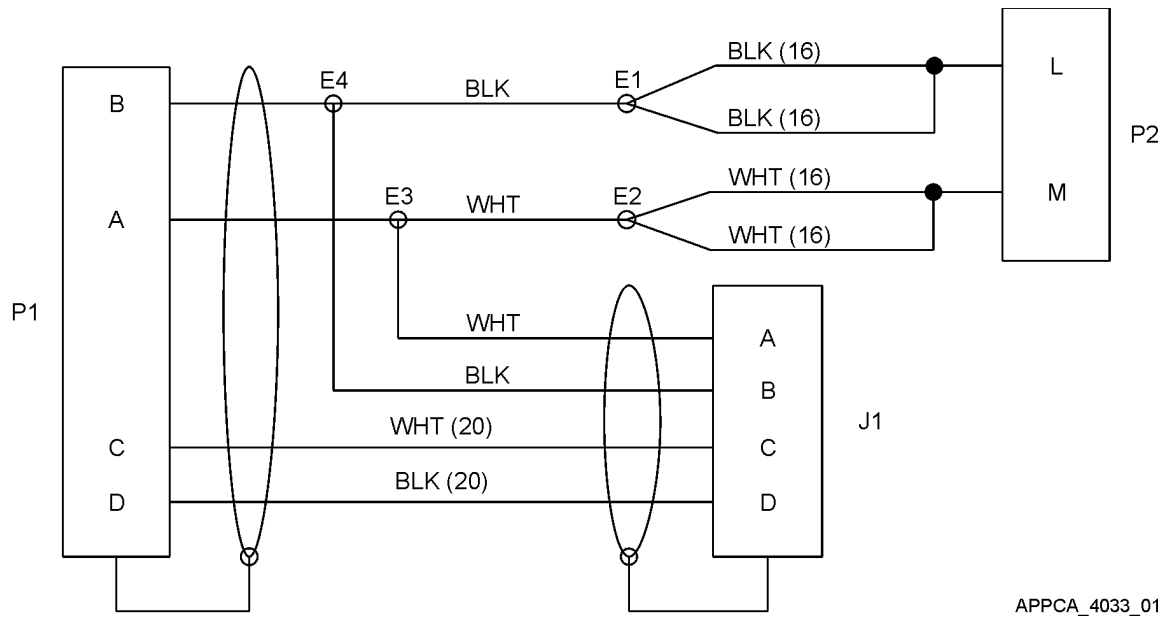 BLK (16)
E4
E1
L
B
BLK
BLK (16)
P2
WHT (16)
E3
E2
M
A
WHT
WHT (16)
P1
WHT
A
BLK
B
J1
WHT (20)
C
C
BLK (20)
D
D
APPCA_4033_01